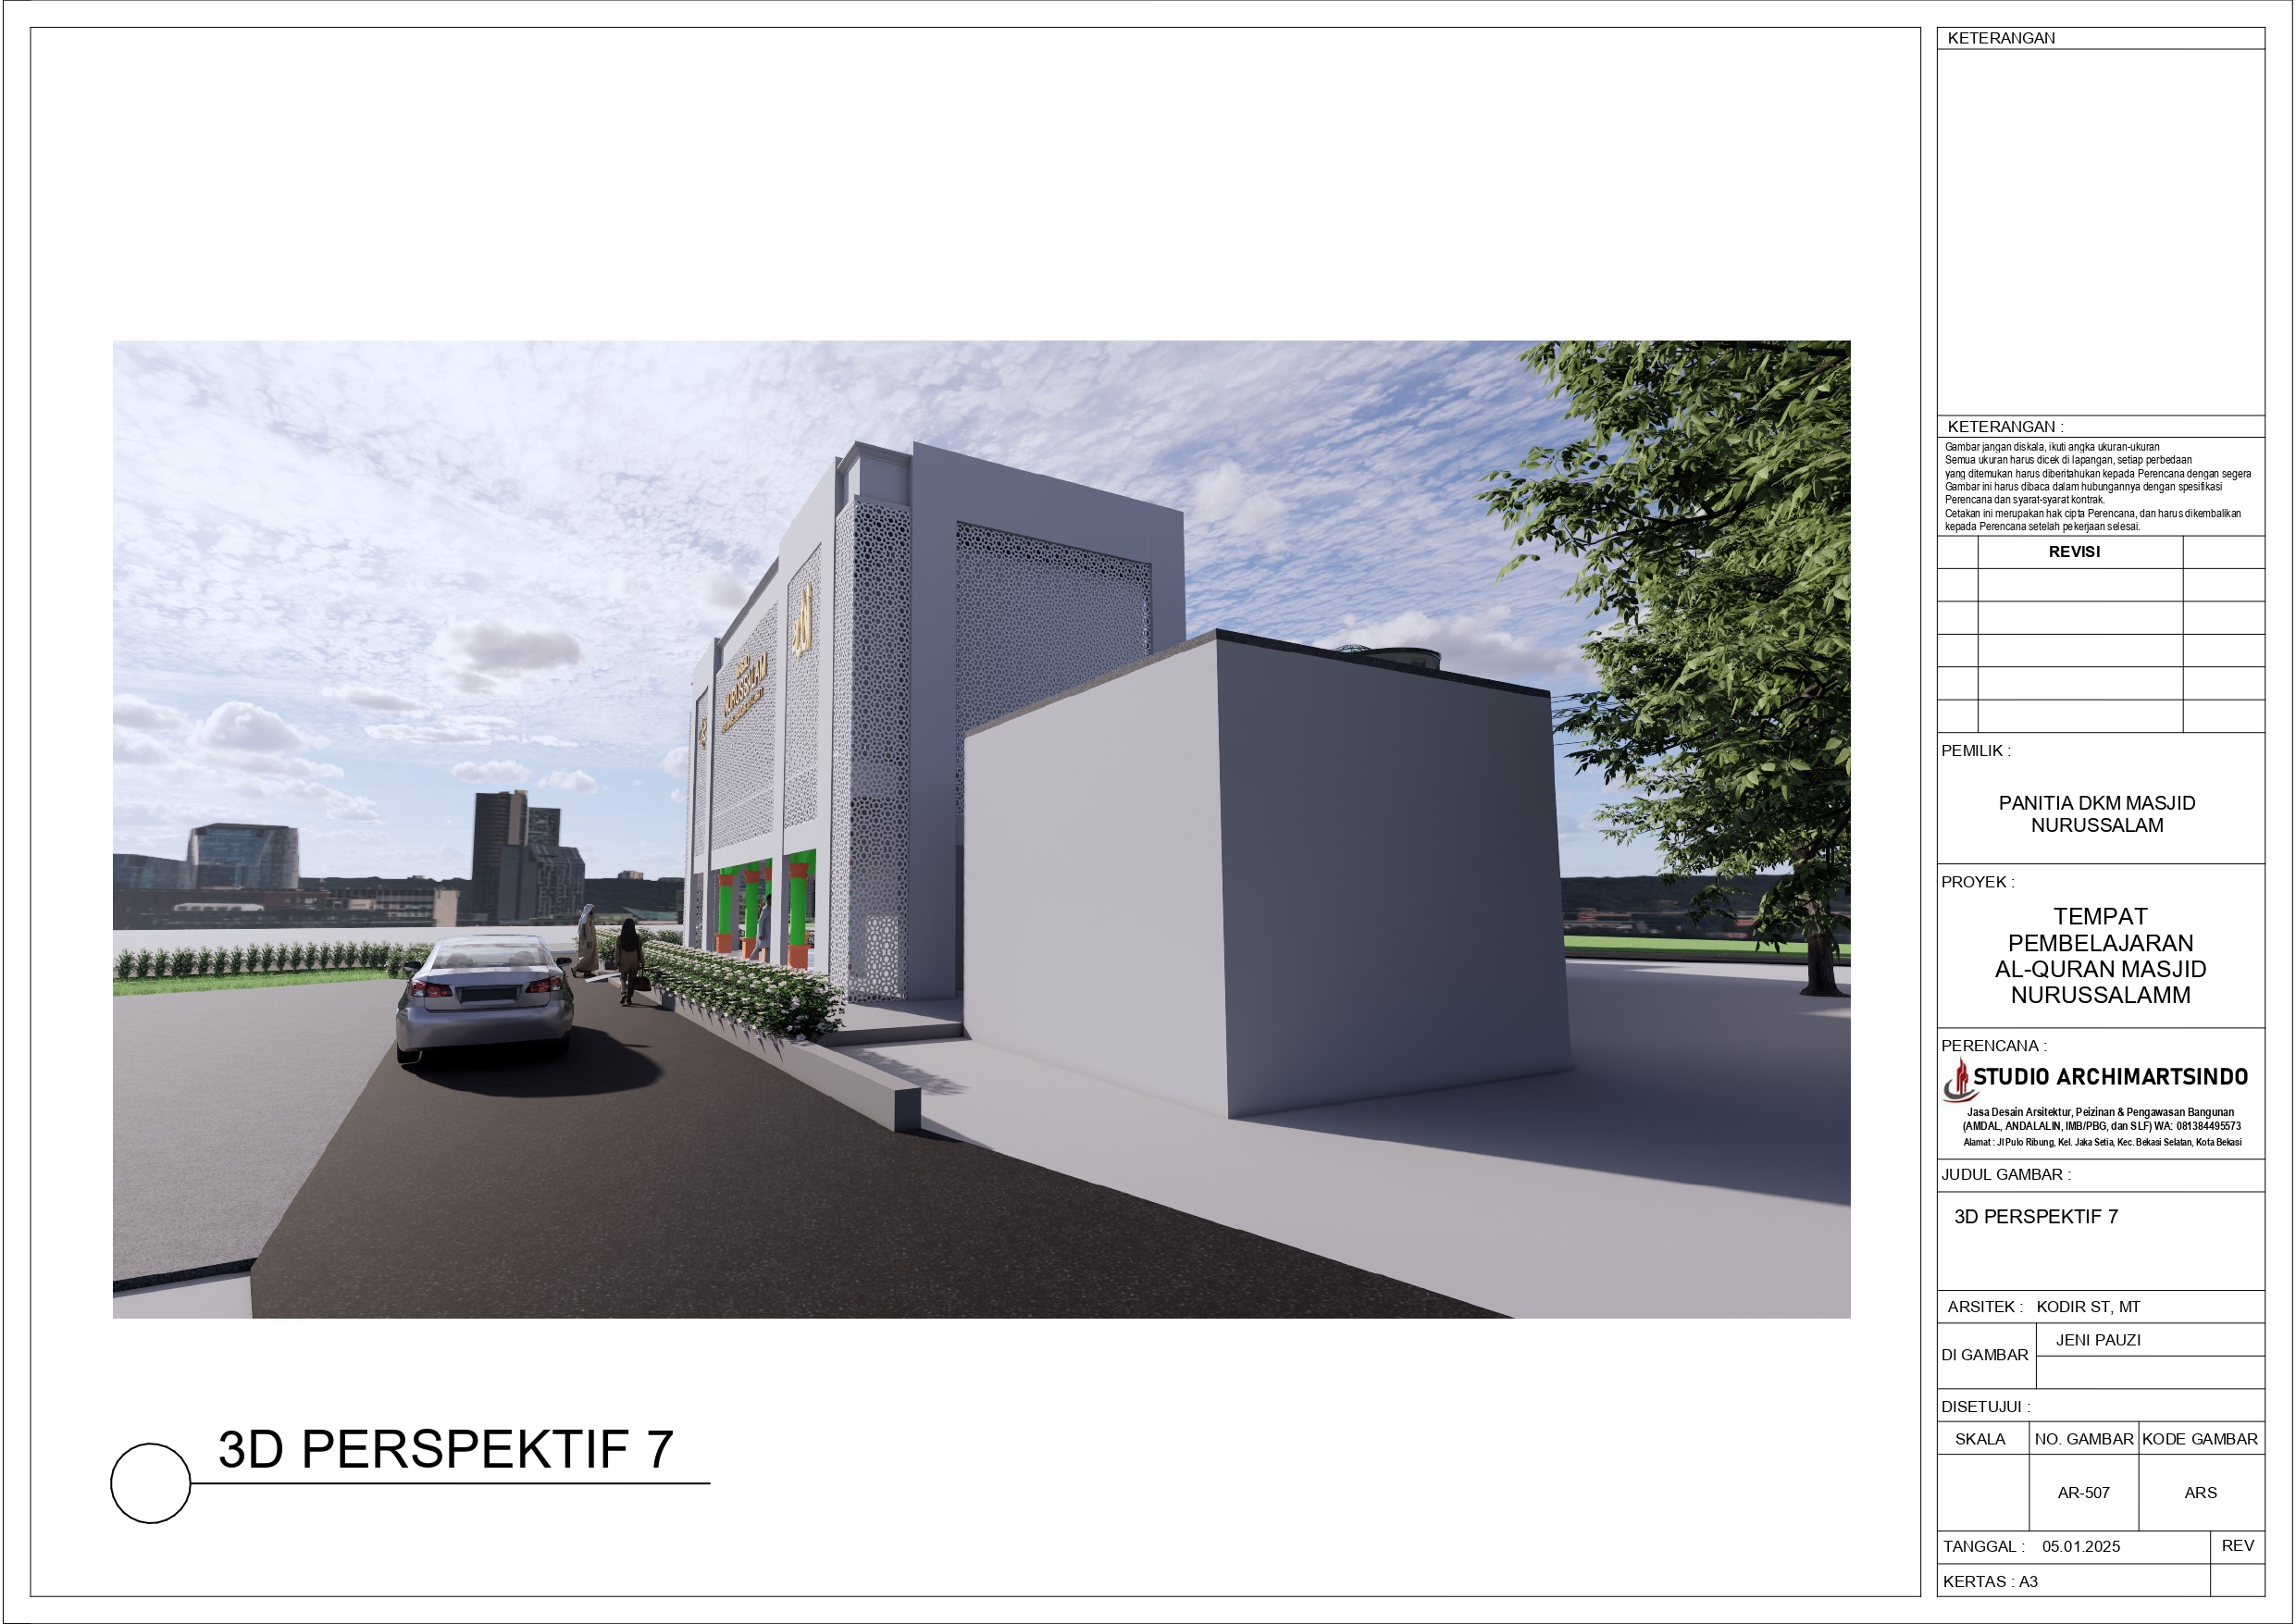 KETERANGAN
KETERANGAN :
Gambar jangan diskala, ikuti angka ukuran-ukuran
Semua ukuran harus dicek di lapangan, setiap perbedaan
yang ditemukan harus diberitahukan kepada Perencana dengan segera
Gambar ini harus dibaca dalam hubungannya dengan spesifikasi
Perencana dan syarat-syarat kontrak.
Cetakan ini merupakan hak cipta Perencana, dan harus dikembalikan
kepada Perencana setelah pekerjaan selesai.
REVISI
PEMILIK :
PANITIA DKM MASJID
NURUSSALAM
PROYEK :
TEMPAT
PEMBELAJARAN
AL-QURAN MASJID
NURUSSALAMM
PERENCANA :
STUDIO ARCHIMARTSINDO
Jasa Desain Arsitektur, Peizinan & Pengawasan Bangunan
(AMDAL, ANDALALIN, IMB/PBG, dan SLF) WA: 081384495573
Alamat : Jl Pulo Ribung, Kel. Jaka Setia, Kec. Bekasi Selatan, Kota Bekasi
JUDUL GAMBAR :
3D PERSPEKTIF 7
ARSITEK : KODIR ST, MT
DI GAMBAR JENI PAUZI
DISETUJUI :
SKALA NO. GAMBAR KODE GAMBAR
AR-507 ARS
TANGGAL : 05.01.2025 REV
KERTAS : A3
NURUSSALAM
3D PERSPEKTIF 7